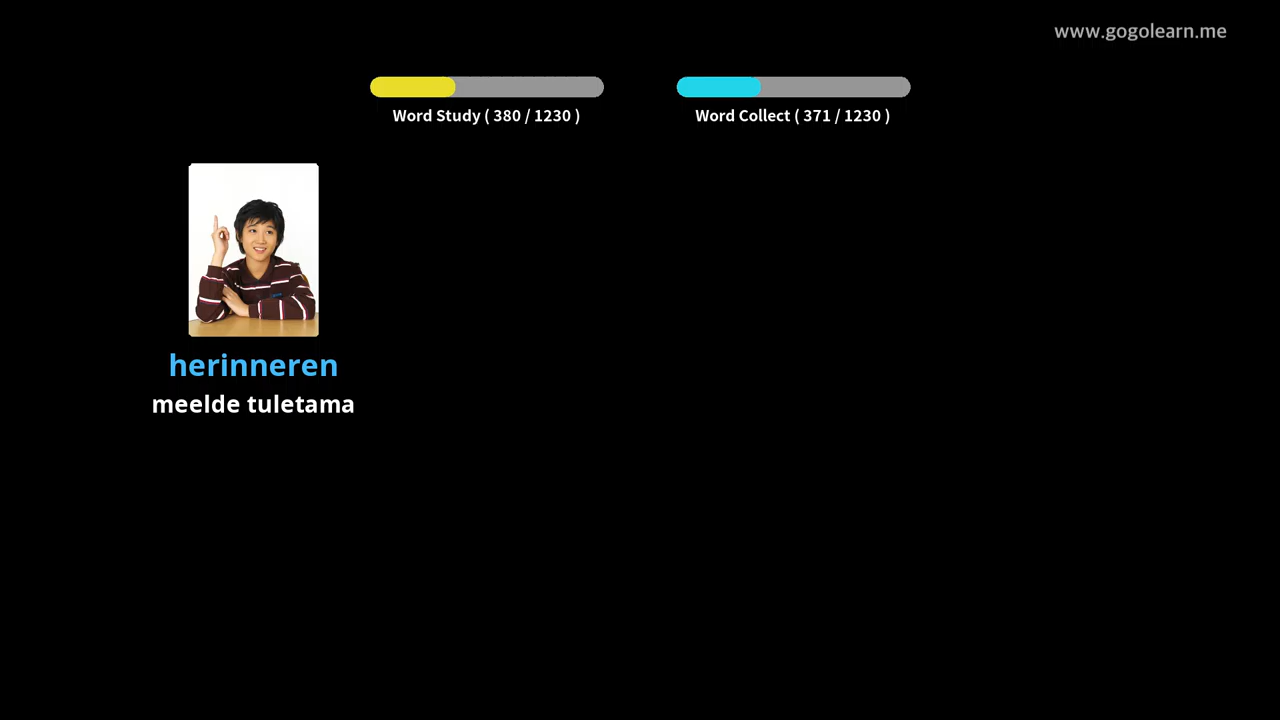 www.gogolearn.me
Word Study ( 380 / 1230 )
Word Collect ( 371 / 1230 )
herinneren
meelde tuletama